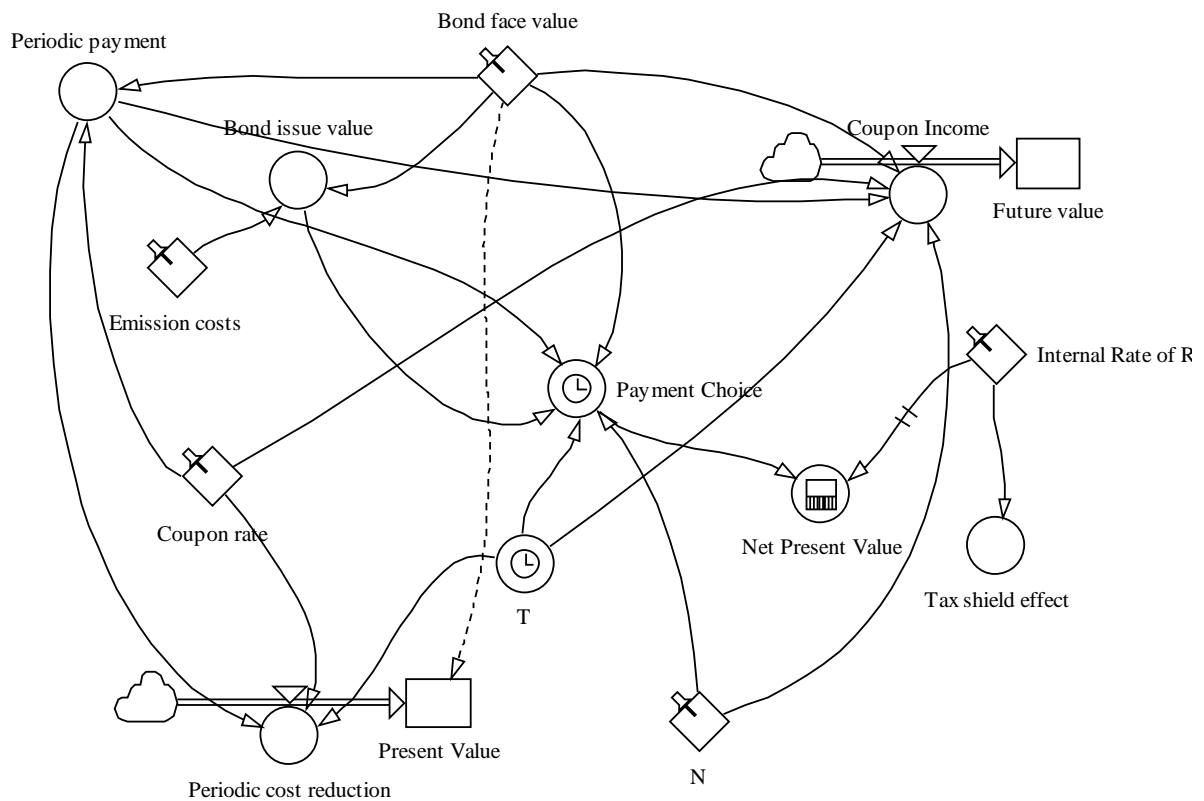 Bond face value
Periodic payment
Bond issue value
Coupon Income
Future value
Emission costs
Internal Rate of R
Payment Choice
Coupon rate
Net Present Value
Tax shield effect
T
Present Value
N
Periodic cost reduction